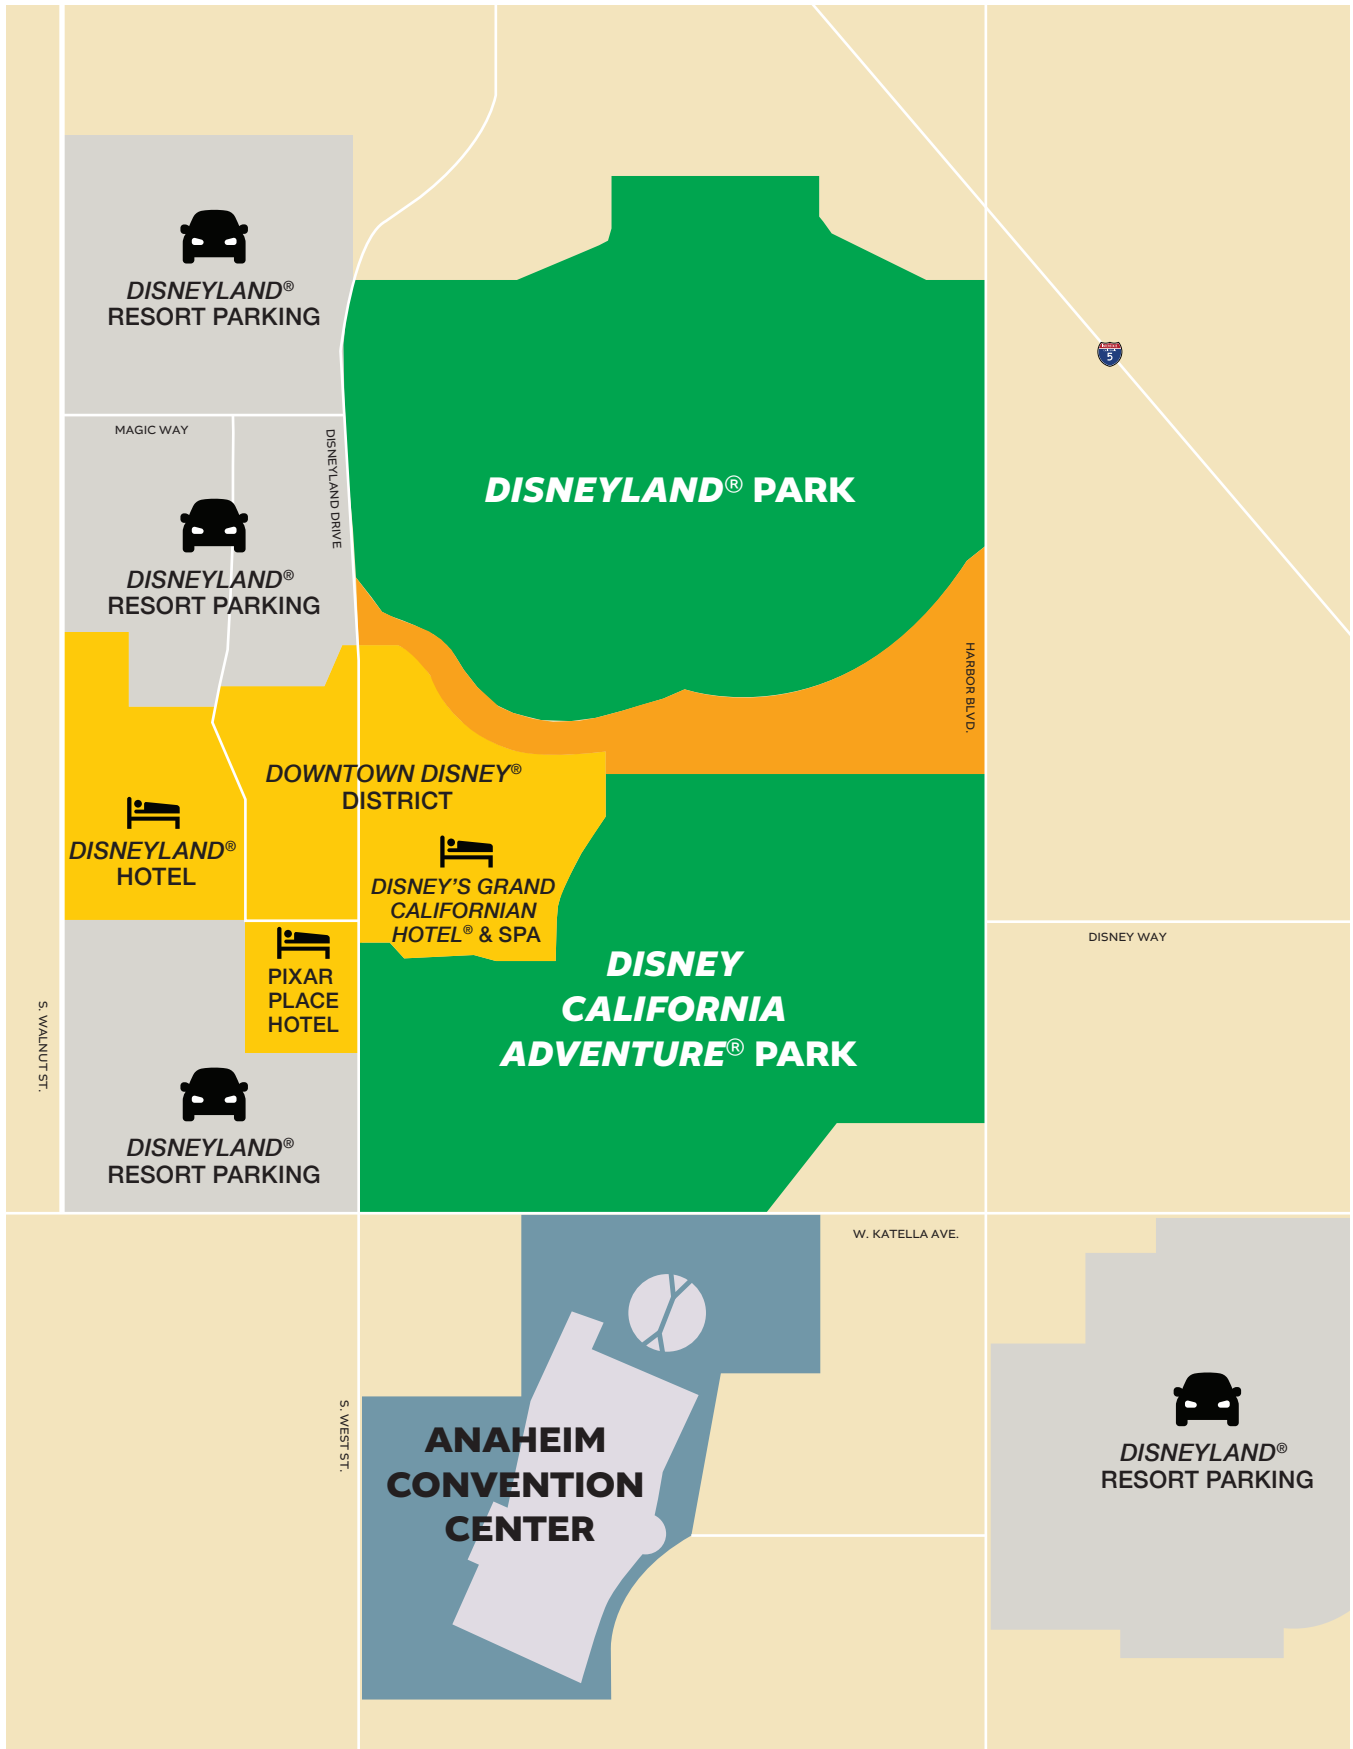 DISNEYLAND®
RESORT PARKING
5
MAGIC WAY
DISNEYLAND DRIVE
DISNEYLAND® PARK
DISNEYLAND®
RESORT PARKING
HARBOR BLVD.
DOWNTOWN DISNEY®
DISTRICT
DISNEYLAND®
HOTEL
DISNEY'S GRAND
CALIFORNIAN
HOTEL® & SPA
DISNEY WAY
PIXAR
PLACE
HOTEL
DISNEY
CALIFORNIA
ADVENTURE® PARK
S. WALNUT ST.
DISNEYLAND®
RESORT PARKING
W. KATELLA AVE.
S. WEST ST.
ANAHEIM
CONVENTION
CENTER
DISNEYLAND®
RESORT PARKING